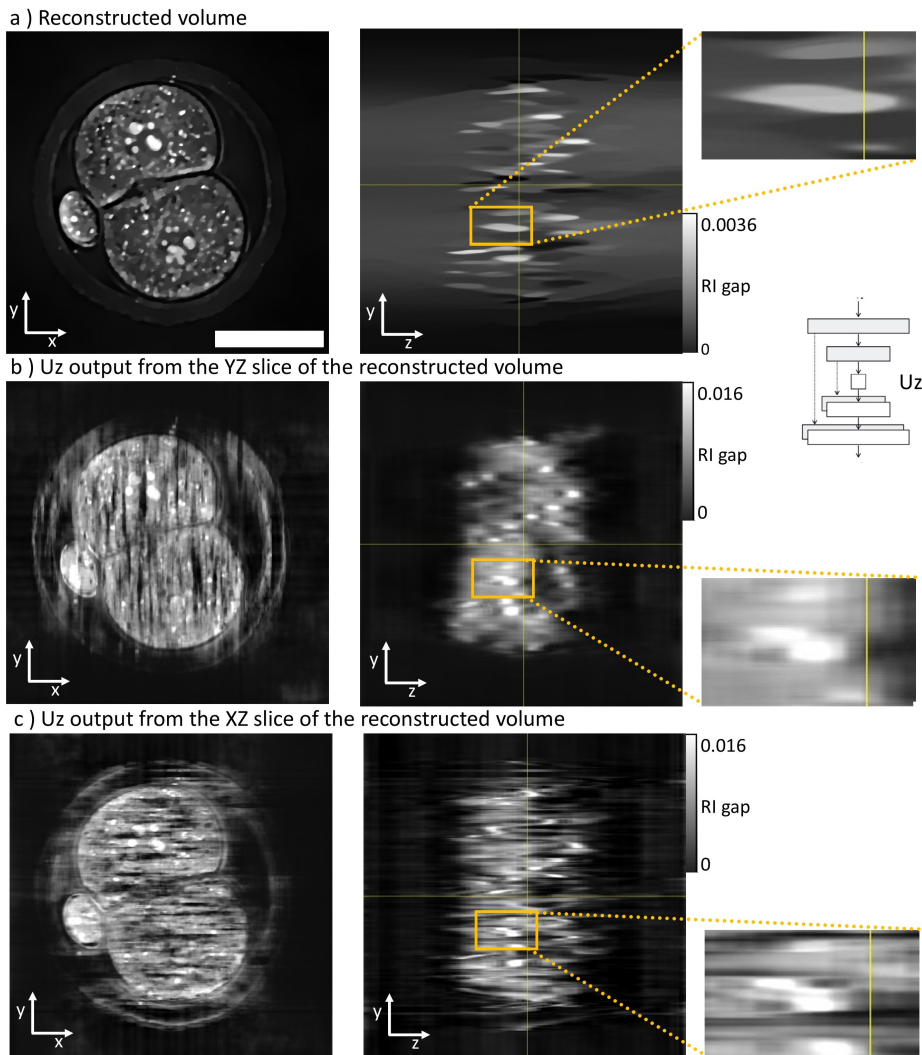 a ) Reconstructed volume
y
x
y
z
0.0036
RI gap
0
b ) Uz output from the YZ slice of the reconstructed volume
Uz
y
x
y
z
0.016
RI gap
0
c ) Uz output from the XZ slice of the reconstructed volume
y
x
y
z
0.016
RI gap
0